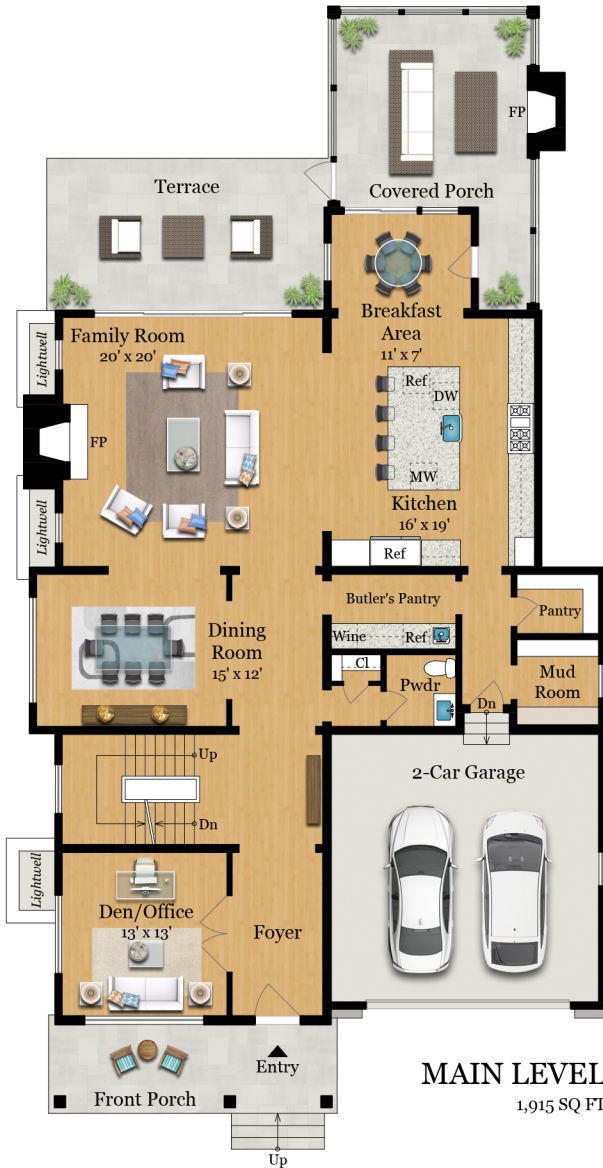 FP
Terrace
Covered Porch
Breakfast
Area
11' x 7'
Family Room
20' x 20'
Lightwell
Ref
DW
FP
MW
Lightwell
Kitchen
16' x 19'
Ref
Butler's Pantry
Pantry
Dining
Room
15' x 12'
Wine
Ref
Cl
Pwdr
Mud
Room
Dn
Up
2-Car Garage
Dn
Lightwell
Den/Office
13' x 13'
Foyer
Entry
Front Porch
MAIN LEVEL
1,915 SQ FT
Up